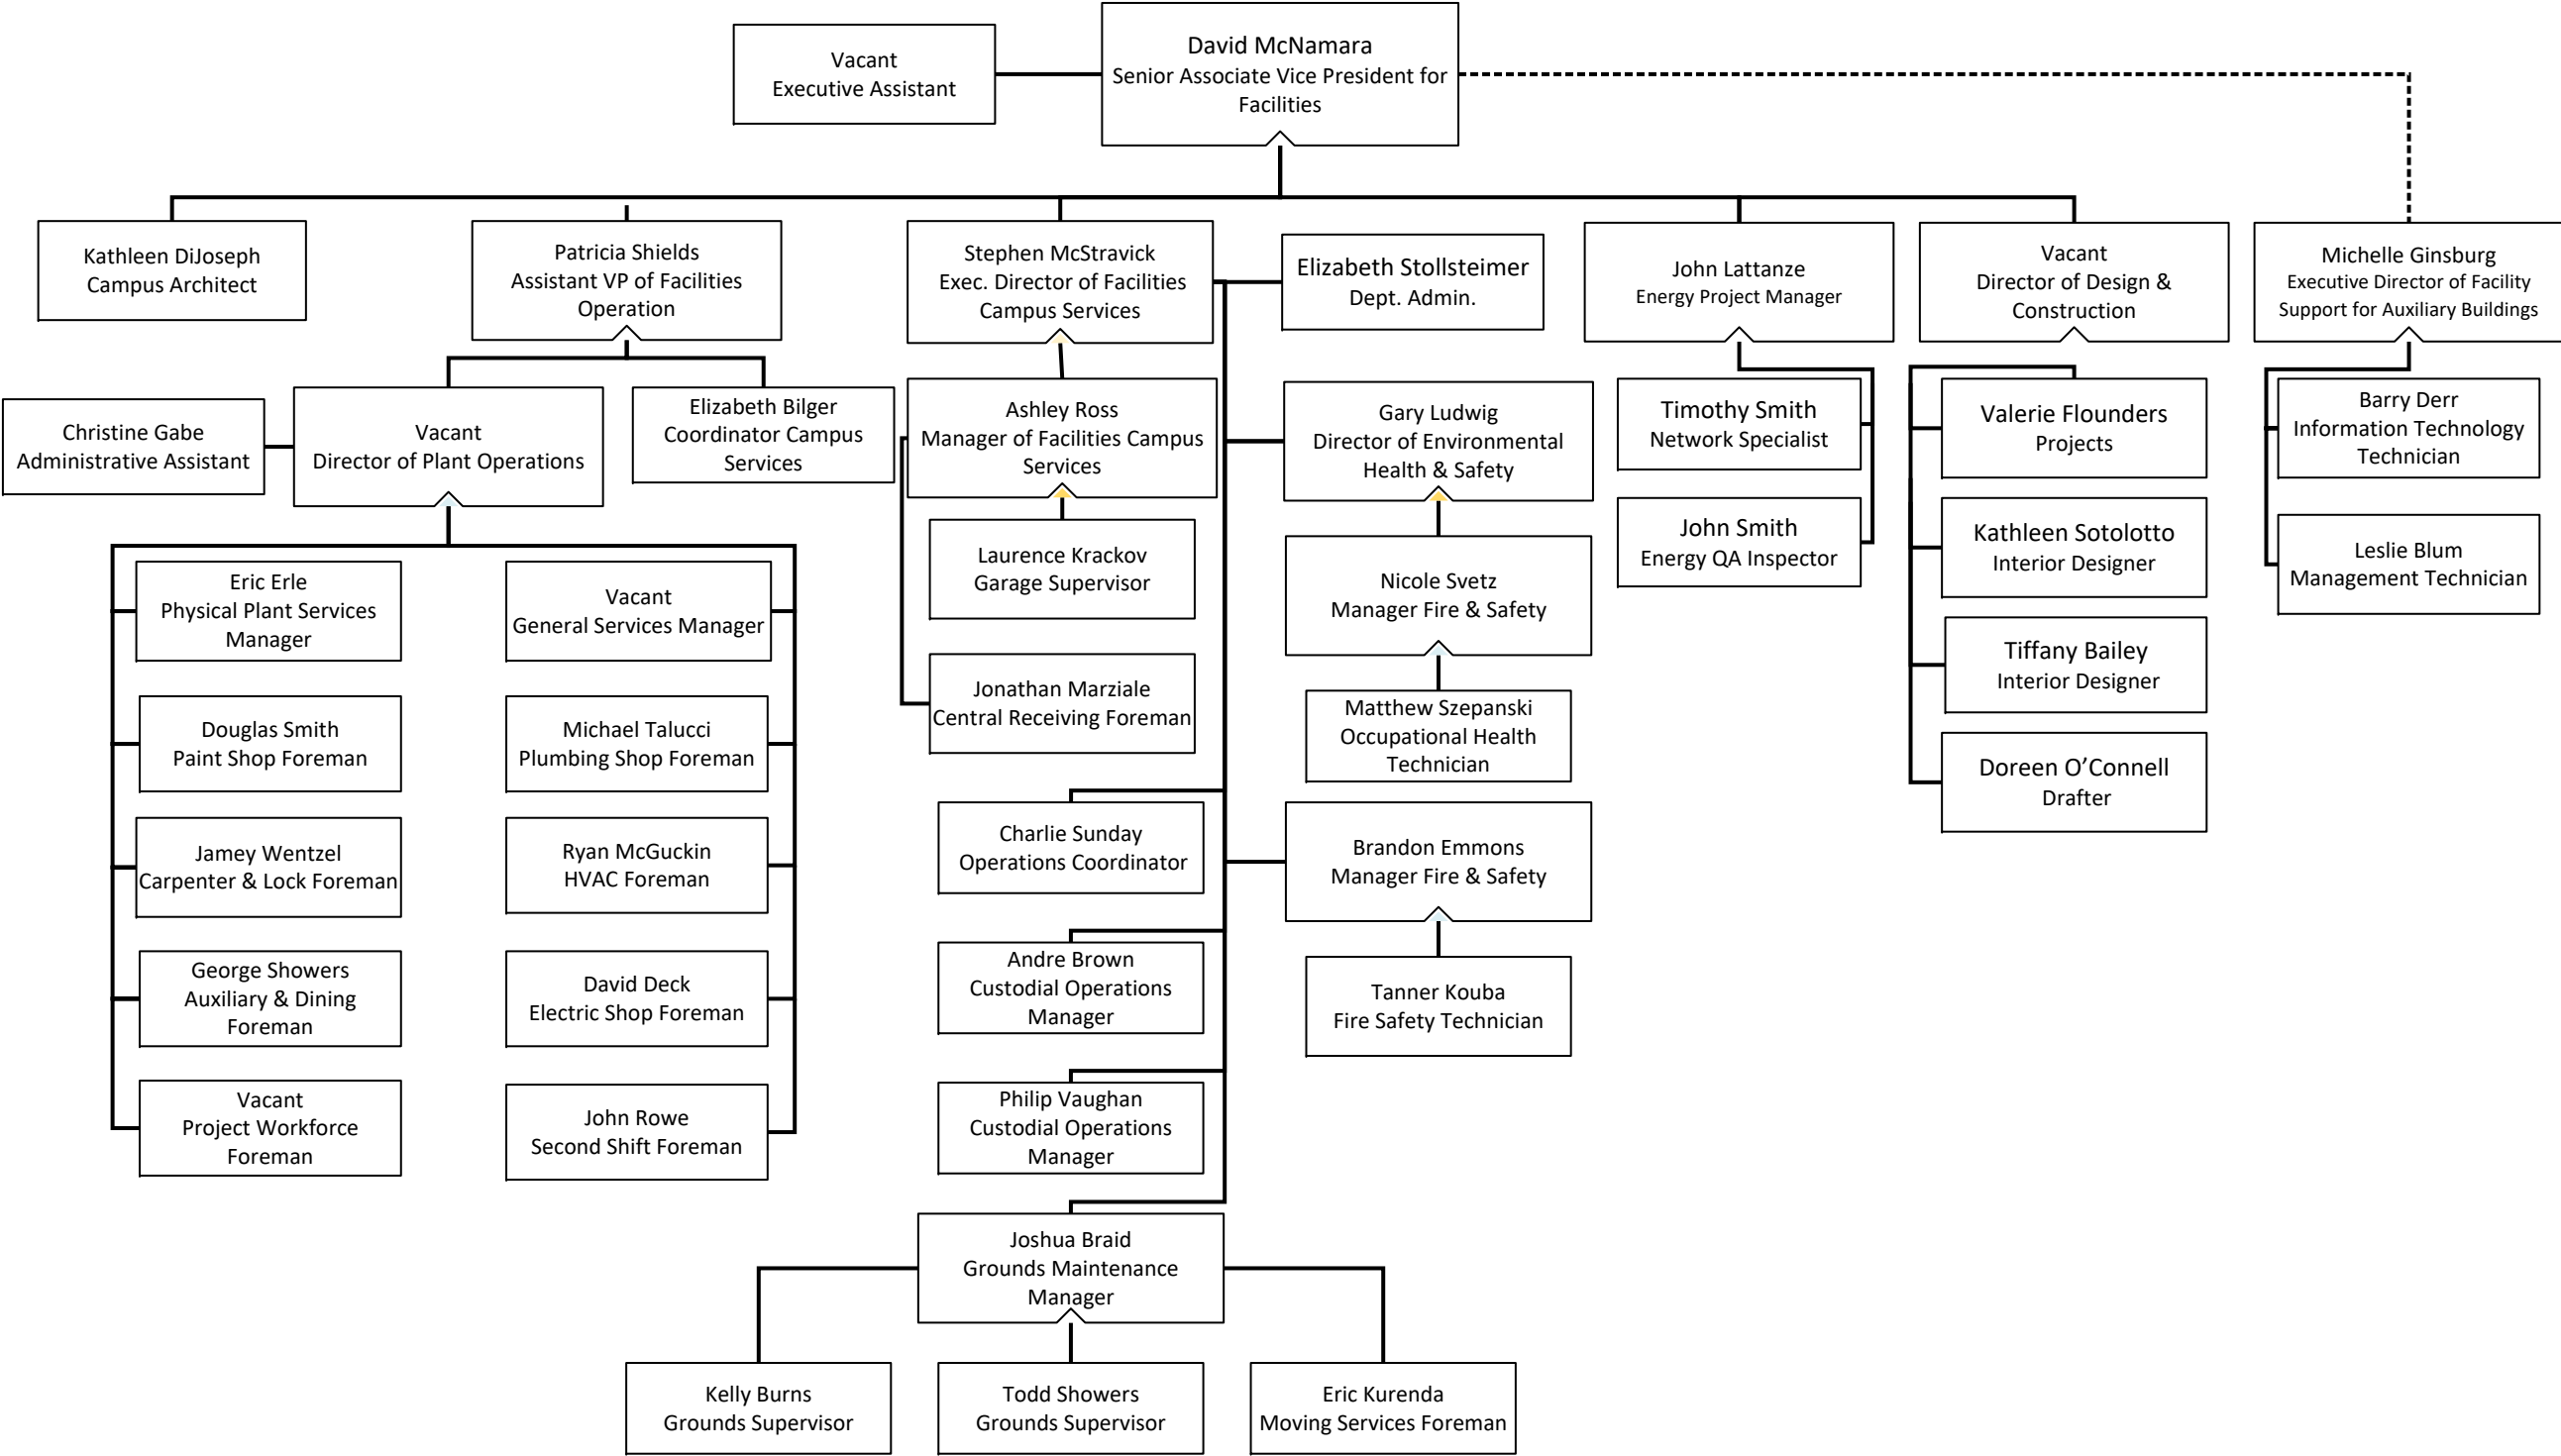 Vacant
Executive Assistant
David McNamara
Senior Associate Vice President for
Facilities
Kathleen DiJoseph
Campus Architect
Patricia Shields
Assistant VP of Facilities
Operation
Stephen McStravick
Exec. Director of Facilities
Campus Services
Elizabeth Stollsteimer
Dept. Admin.
John Lattanze
Energy Project Manager
Vacant
Director of Design &
Construction
Michelle Ginsburg
Executive Director of Facility
Support for Auxiliary Buildings
Christine Gabe
Administrative Assistant
Vacant
Director of Plant Operations
Elizabeth Bilger
Coordinator Campus
Services
Ashley Ross
Manager of Facilities Campus
Services
Gary Ludwig
Director of Environmental
Health & Safety
Timothy Smith
Network Specialist
Valerie Flounders
Projects
Barry Derr
Information Technology
Technician
Laurence Krackov
Garage Supervisor
Nicole Svetz
Manager Fire & Safety
John Smith
Energy QA Inspector
Kathleen Sotolotto
Interior Designer
Leslie Blum
Management Technician
Eric Erle
Physical Plant Services
Manager
Vacant
General Services Manager
Jonathan Marziale
Central Receiving Foreman
Matthew Szepanski
Occupational Health
Technician
Tiffany Bailey
Interior Designer
Douglas Smith
Paint Shop Foreman
Michael Talucci
Plumbing Shop Foreman
Doreen O’Connell
Drafter
Jamey Wentzel
Carpenter & Lock Foreman
Ryan McGuckin
HVAC Foreman
Charlie Sunday
Operations Coordinator
Brandon Emmons
Manager Fire & Safety
George Showers
Auxiliary & Dining
Foreman
David Deck
Electric Shop Foreman
Andre Brown
Custodial Operations
Manager
Tanner Kouba
Fire Safety Technician
Vacant
Project Workforce
Foreman
John Rowe
Second Shift Foreman
Philip Vaughan
Custodial Operations
Manager
Joshua Braid
Grounds Maintenance
Manager
Kelly Burns
Grounds Supervisor
Todd Showers
Grounds Supervisor
Eric Kurenda
Moving Services Foreman